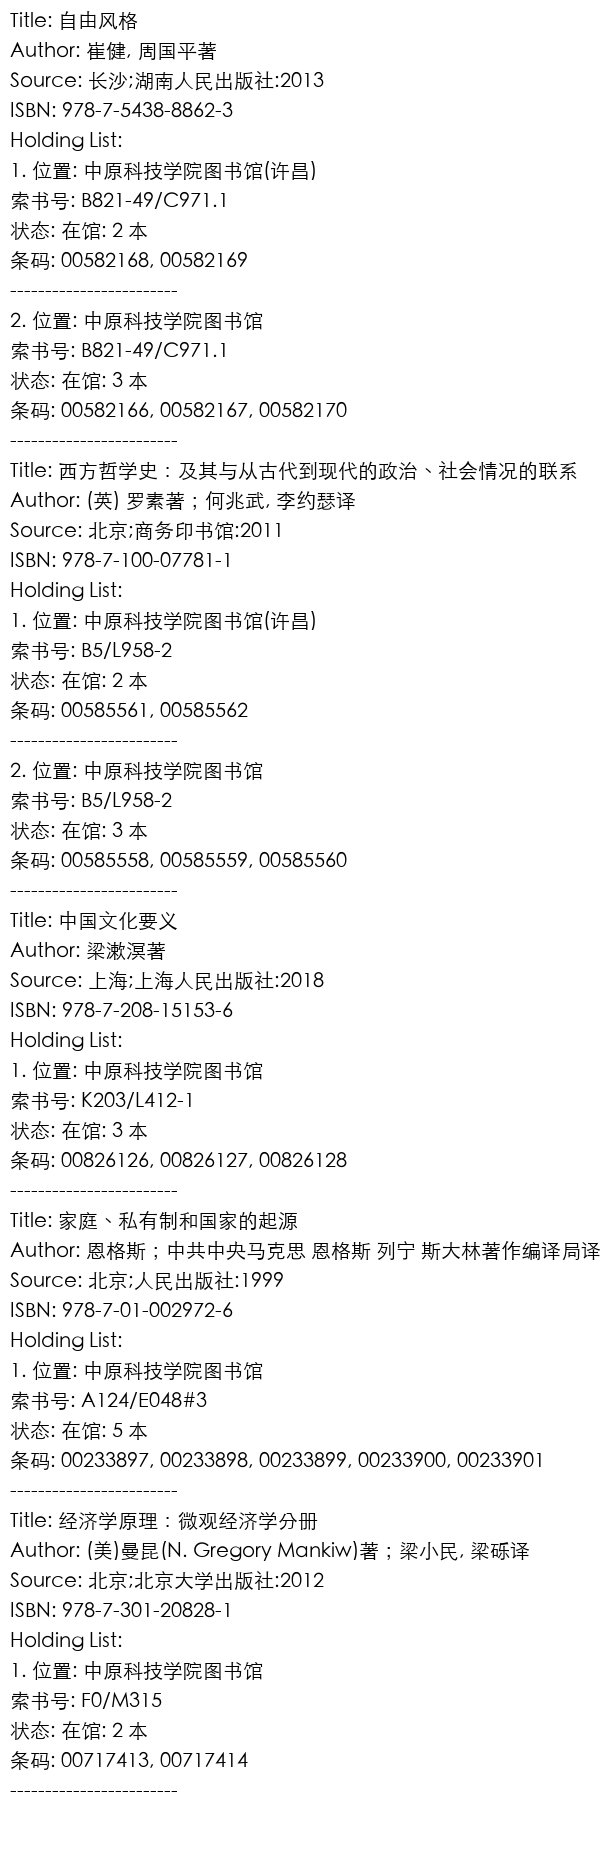 Title: 自由风格
Author: 崔健, 周国平著
Source: 长沙;湖南人民出版社:2013
ISBN: 978-7-5438-8862-3
Holding List:
1. 位置: 中原科技学院图书馆(许昌)
索书号: B821-49/C971.1
状态: 在馆: 2 本
条码: 00582168, 00582169
------------------------
2. 位置: 中原科技学院图书馆
索书号: B821-49/C971.1
状态: 在馆: 3 本
条码: 00582166, 00582167, 00582170
------------------------
Title: 西方哲学史：及其与从古代到现代的政治、社会情况的联系
Author: (英) 罗素著；何兆武, 李约瑟译
Source: 北京;商务印书馆:2011
ISBN: 978-7-100-07781-1
Holding List:
1. 位置: 中原科技学院图书馆(许昌)
索书号: B5/L958-2
状态: 在馆: 2 本
条码: 00585561, 00585562
------------------------
2. 位置: 中原科技学院图书馆
索书号: B5/L958-2
状态: 在馆: 3 本
条码: 00585558, 00585559, 00585560
------------------------
Title: 中国文化要义
Author: 梁漱溟著
Source: 上海;上海人民出版社:2018
ISBN: 978-7-208-15153-6
Holding List:
1. 位置: 中原科技学院图书馆
索书号: K203/L412-1
状态: 在馆: 3 本
条码: 00826126, 00826127, 00826128
------------------------
Title: 家庭、私有制和国家的起源
Author: 恩格斯；中共中央马克思 恩格斯 列宁 斯大林著作编译局译
Source: 北京;人民出版社:1999
ISBN: 978-7-01-002972-6
Holding List:
1. 位置: 中原科技学院图书馆
索书号: A124/E048#3
状态: 在馆: 5 本
条码: 00233897, 00233898, 00233899, 00233900, 00233901
------------------------
Title: 经济学原理：微观经济学分册
Author: (美)曼昆(N. Gregory Mankiw)著；梁小民, 梁砾译
Source: 北京;北京大学出版社:2012
ISBN: 978-7-301-20828-1
Holding List:
1. 位置: 中原科技学院图书馆
索书号: F0/M315
状态: 在馆: 2 本
条码: 00717413, 00717414
------------------------